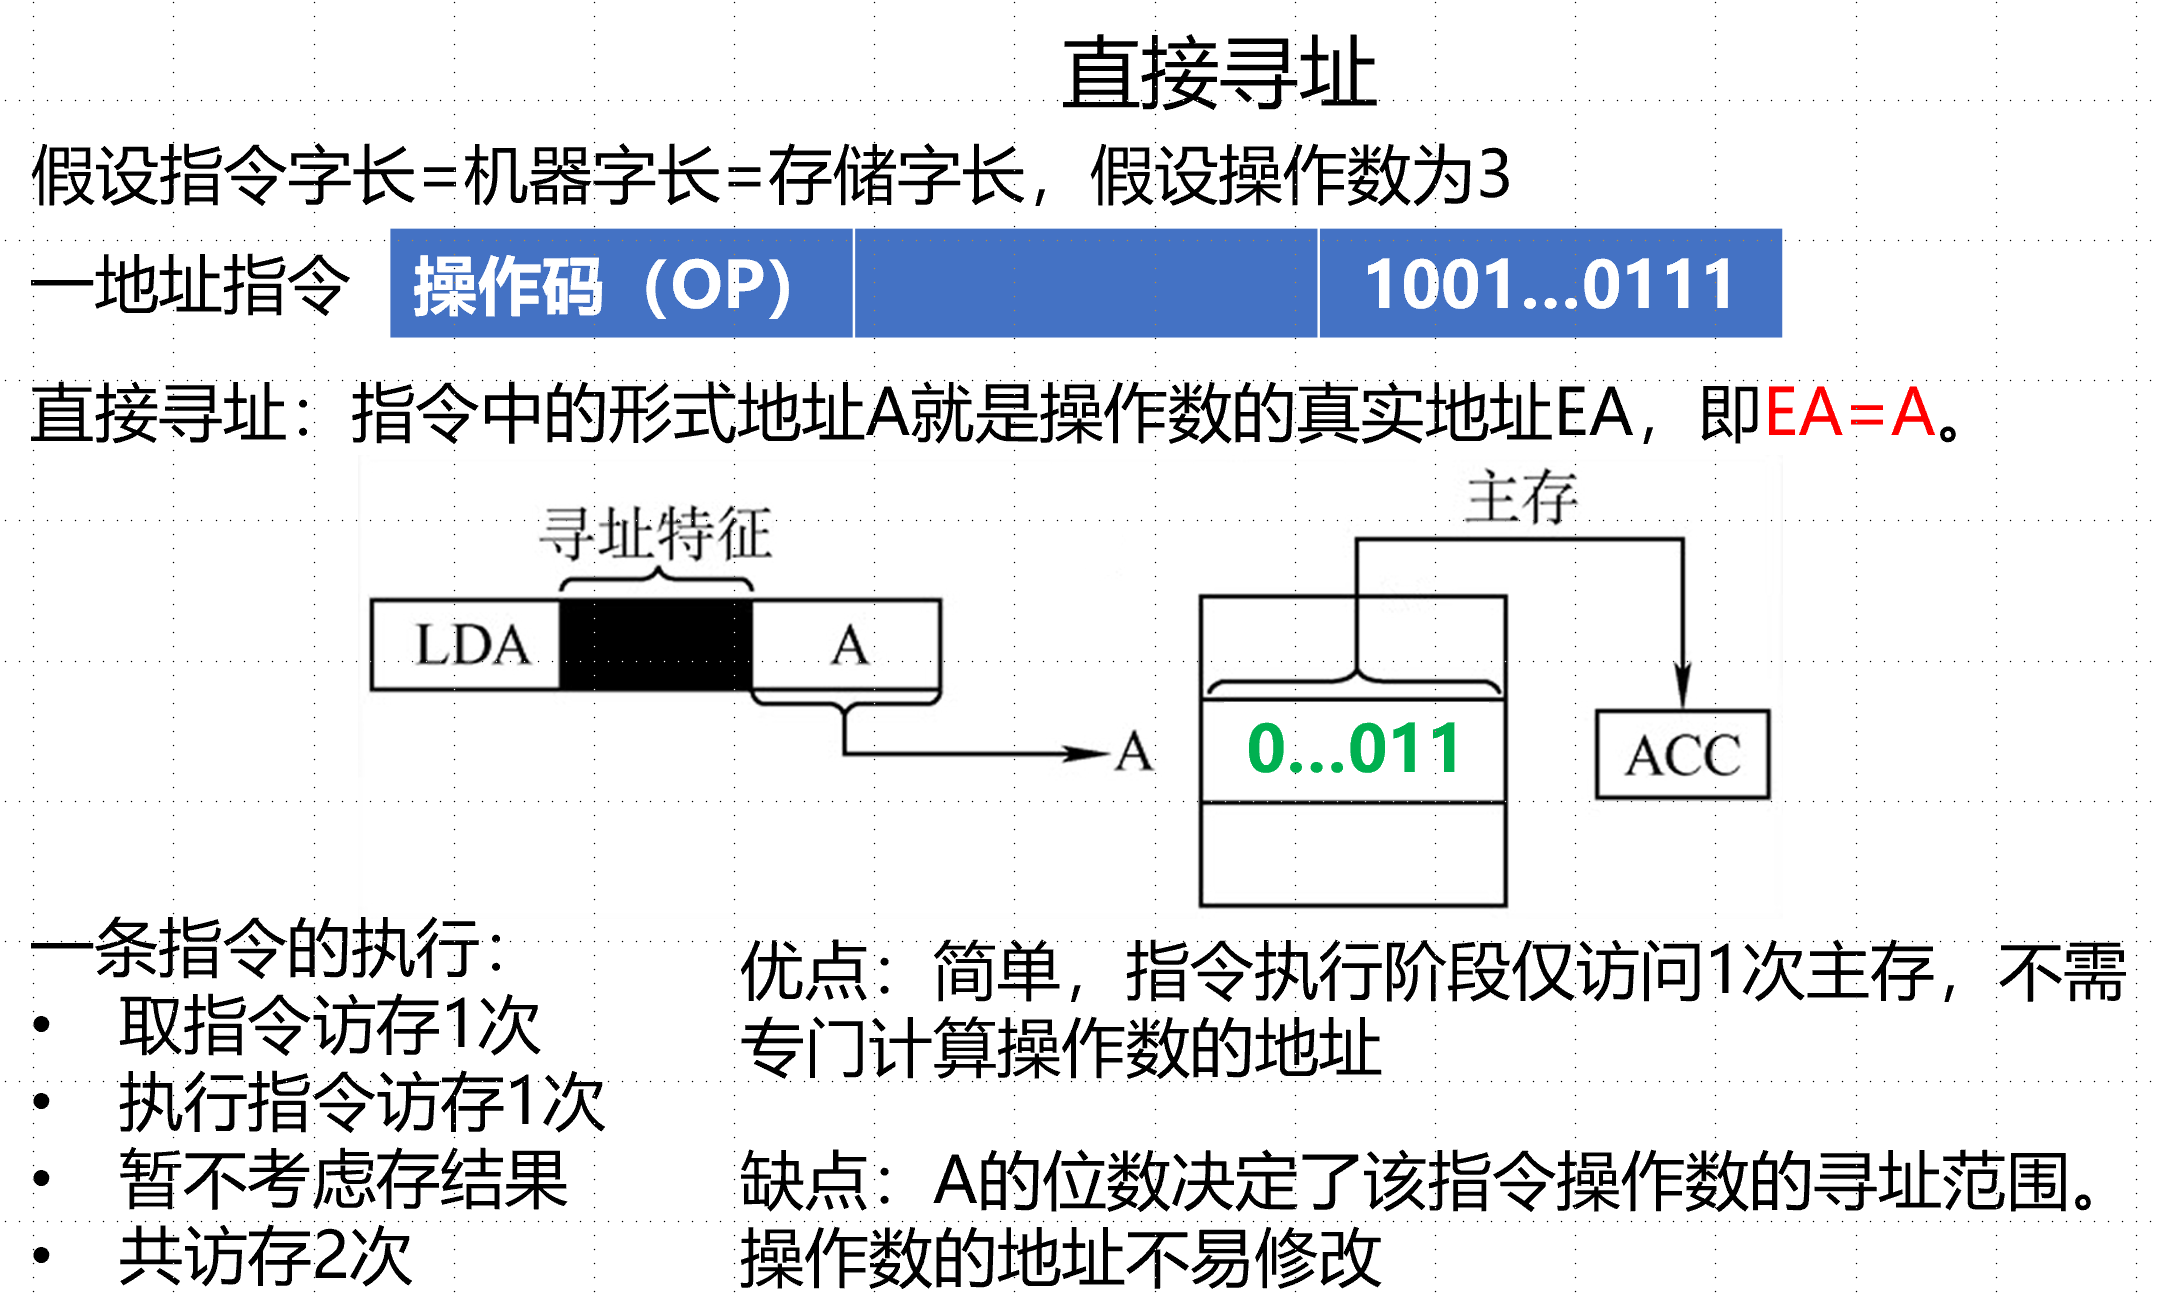 直接寻址
假设指令字长=机器字长=存储字长，假设操作数为3
一地址指令 操作码（OP） 1001...0111
直接寻址：指令中的形式地址A就是操作数的真实地址EA，即EA=A。
主存
寻址特征
LDA A
0...011
A
ACC
一条指令的执行：
• 取指令访存1次
• 执行指令访存1次
• 暂不考虑存结果
• 共访存2次
优点：简单，指令执行阶段仅访问1次主存，不需
专门计算操作数的地址
缺点：A的位数决定了该指令操作数的寻址范围。
操作数的地址不易修改